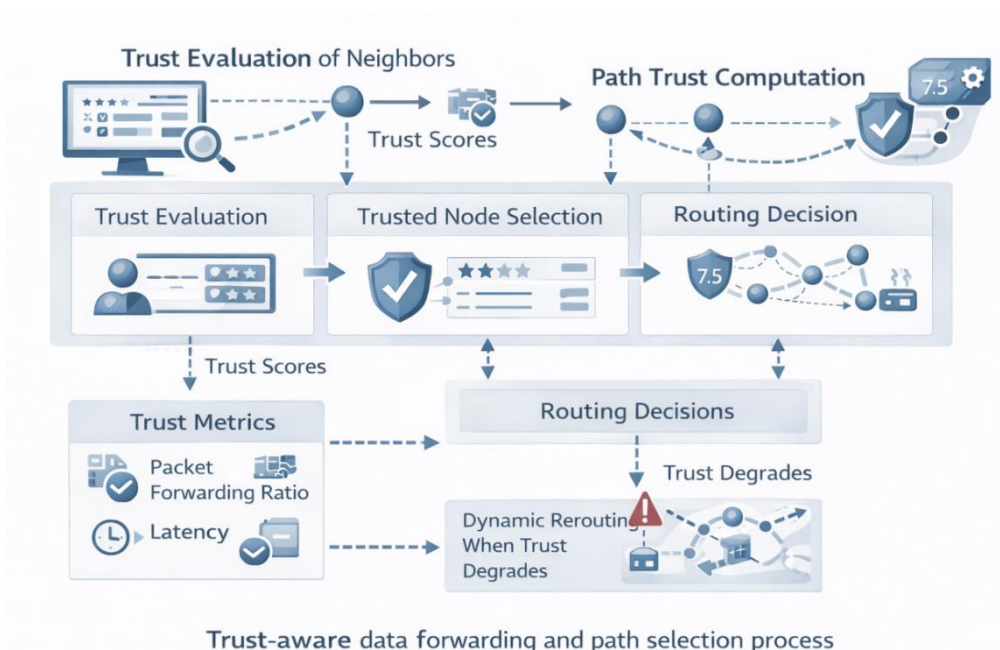 Trust Evaluation of Neighbors
Path Trust Computation
7.5
Trust Scores
Trust Evaluation
Trusted Node Selection
Routing Decision
7.5
Trust Scores
Trust Metrics
Packet
Forwarding Ratio
Latency
Routing Decisions
Trust Degrades
Dynamic Rerouting
When Trust
Degrades
Trust-aware data forwarding and path selection process